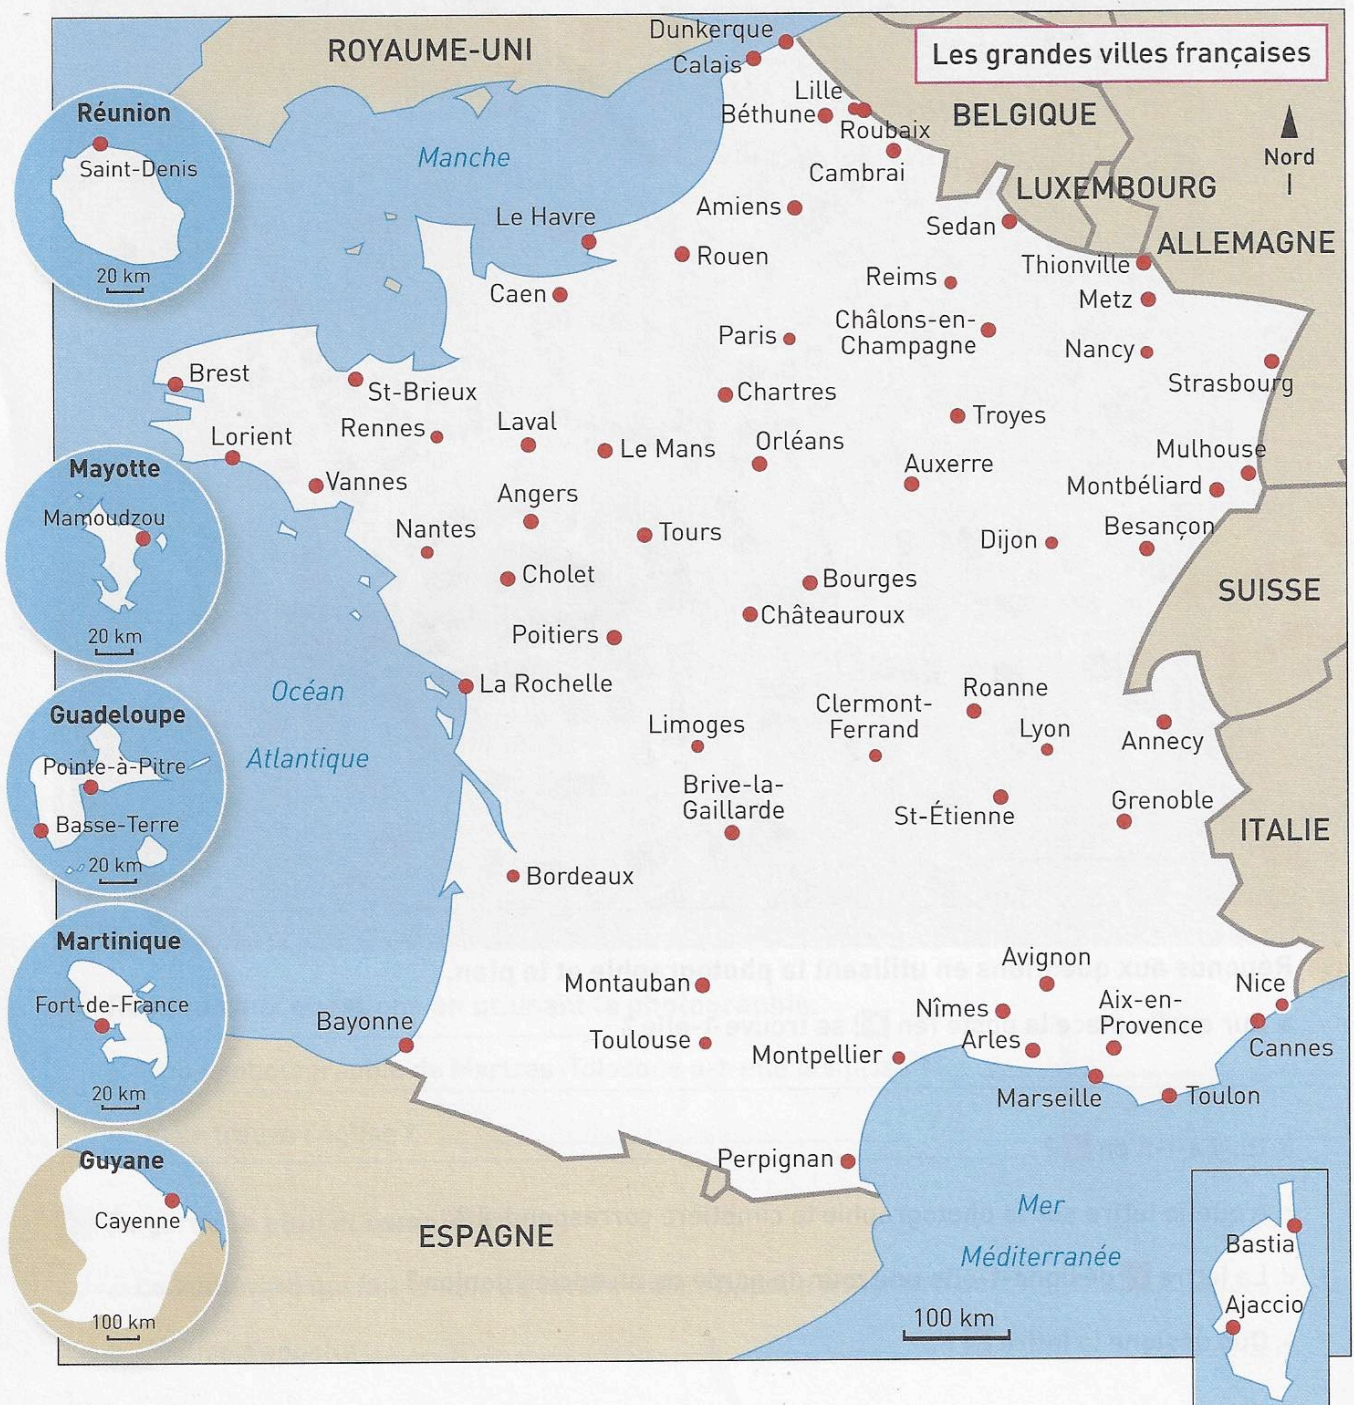 Les grandes villes françaises
ROYAUME-UNI
BELGIQUE
LUXEMBOURG
ALLEMAGNE
SUISSE
ITALIE
ESPAGNE
Nord
Manche
Océan
Atlantique
Mer
Méditerranée
100 km
Dunkerque
Calais
Lille
Béthune
Roubaix
Cambrai
Amiens
Le Havre
Rouen
Caen
Sedan
Thionville
Reims
Metz
Châlons-en-
Champagne
Paris
Nancy
Strasbourg
Brest
St-Brieux
Chartres
Troyes
Lorient
Rennes
Laval
Le Mans
Orléans
Auxerre
Mulhouse
Montbéliard
Vannes
Angers
Nantes
Tours
Dijon
Besançon
Cholet
Bourges
Châteauroux
Poitiers
La Rochelle
Limoges
Clermont-
Ferrand
Roanne
Lyon
Annecy
Brive-la-
Gaillarde
St-Étienne
Grenoble
Bordeaux
Montauban
Avignon
Nîmes
Aix-en-
Provence
Nice
Bayonne
Toulouse
Montpellier
Arles
Cannes
Marseille
Toulon
Perpignan
Bastia
Ajaccio
Réunion
Saint-Denis
20 km
Mayotte
Mamoudzou
20 km
Guadeloupe
Pointe-à-Pitre
Basse-Terre
20 km
Martinique
Fort-de-France
20 km
Guyane
Cayenne
100 km